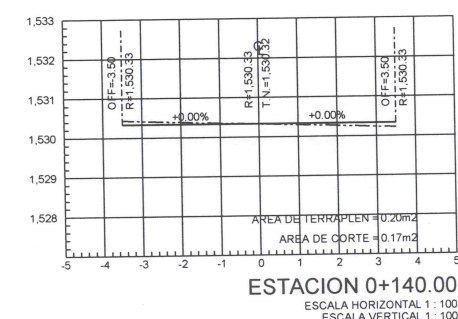 1,533
1,532
1,531
1,530
1,529
1,528
OFF=-3.50
R=1,530.33
R=1,530.33
T.N.=1,530.32
OFF=3.50
R=1,530.33
+0.00%
+0.00%
AREA DE TERRAPLEN = 0.20m2
AREA DE CORTE = 0.17m2
-5 -4 -3 -2 -1 0 1 2 3 4 5
ESTACION 0+140.00
ESCALA HORIZONTAL 1 : 100
ESCALA VERTICAL 1 : 100